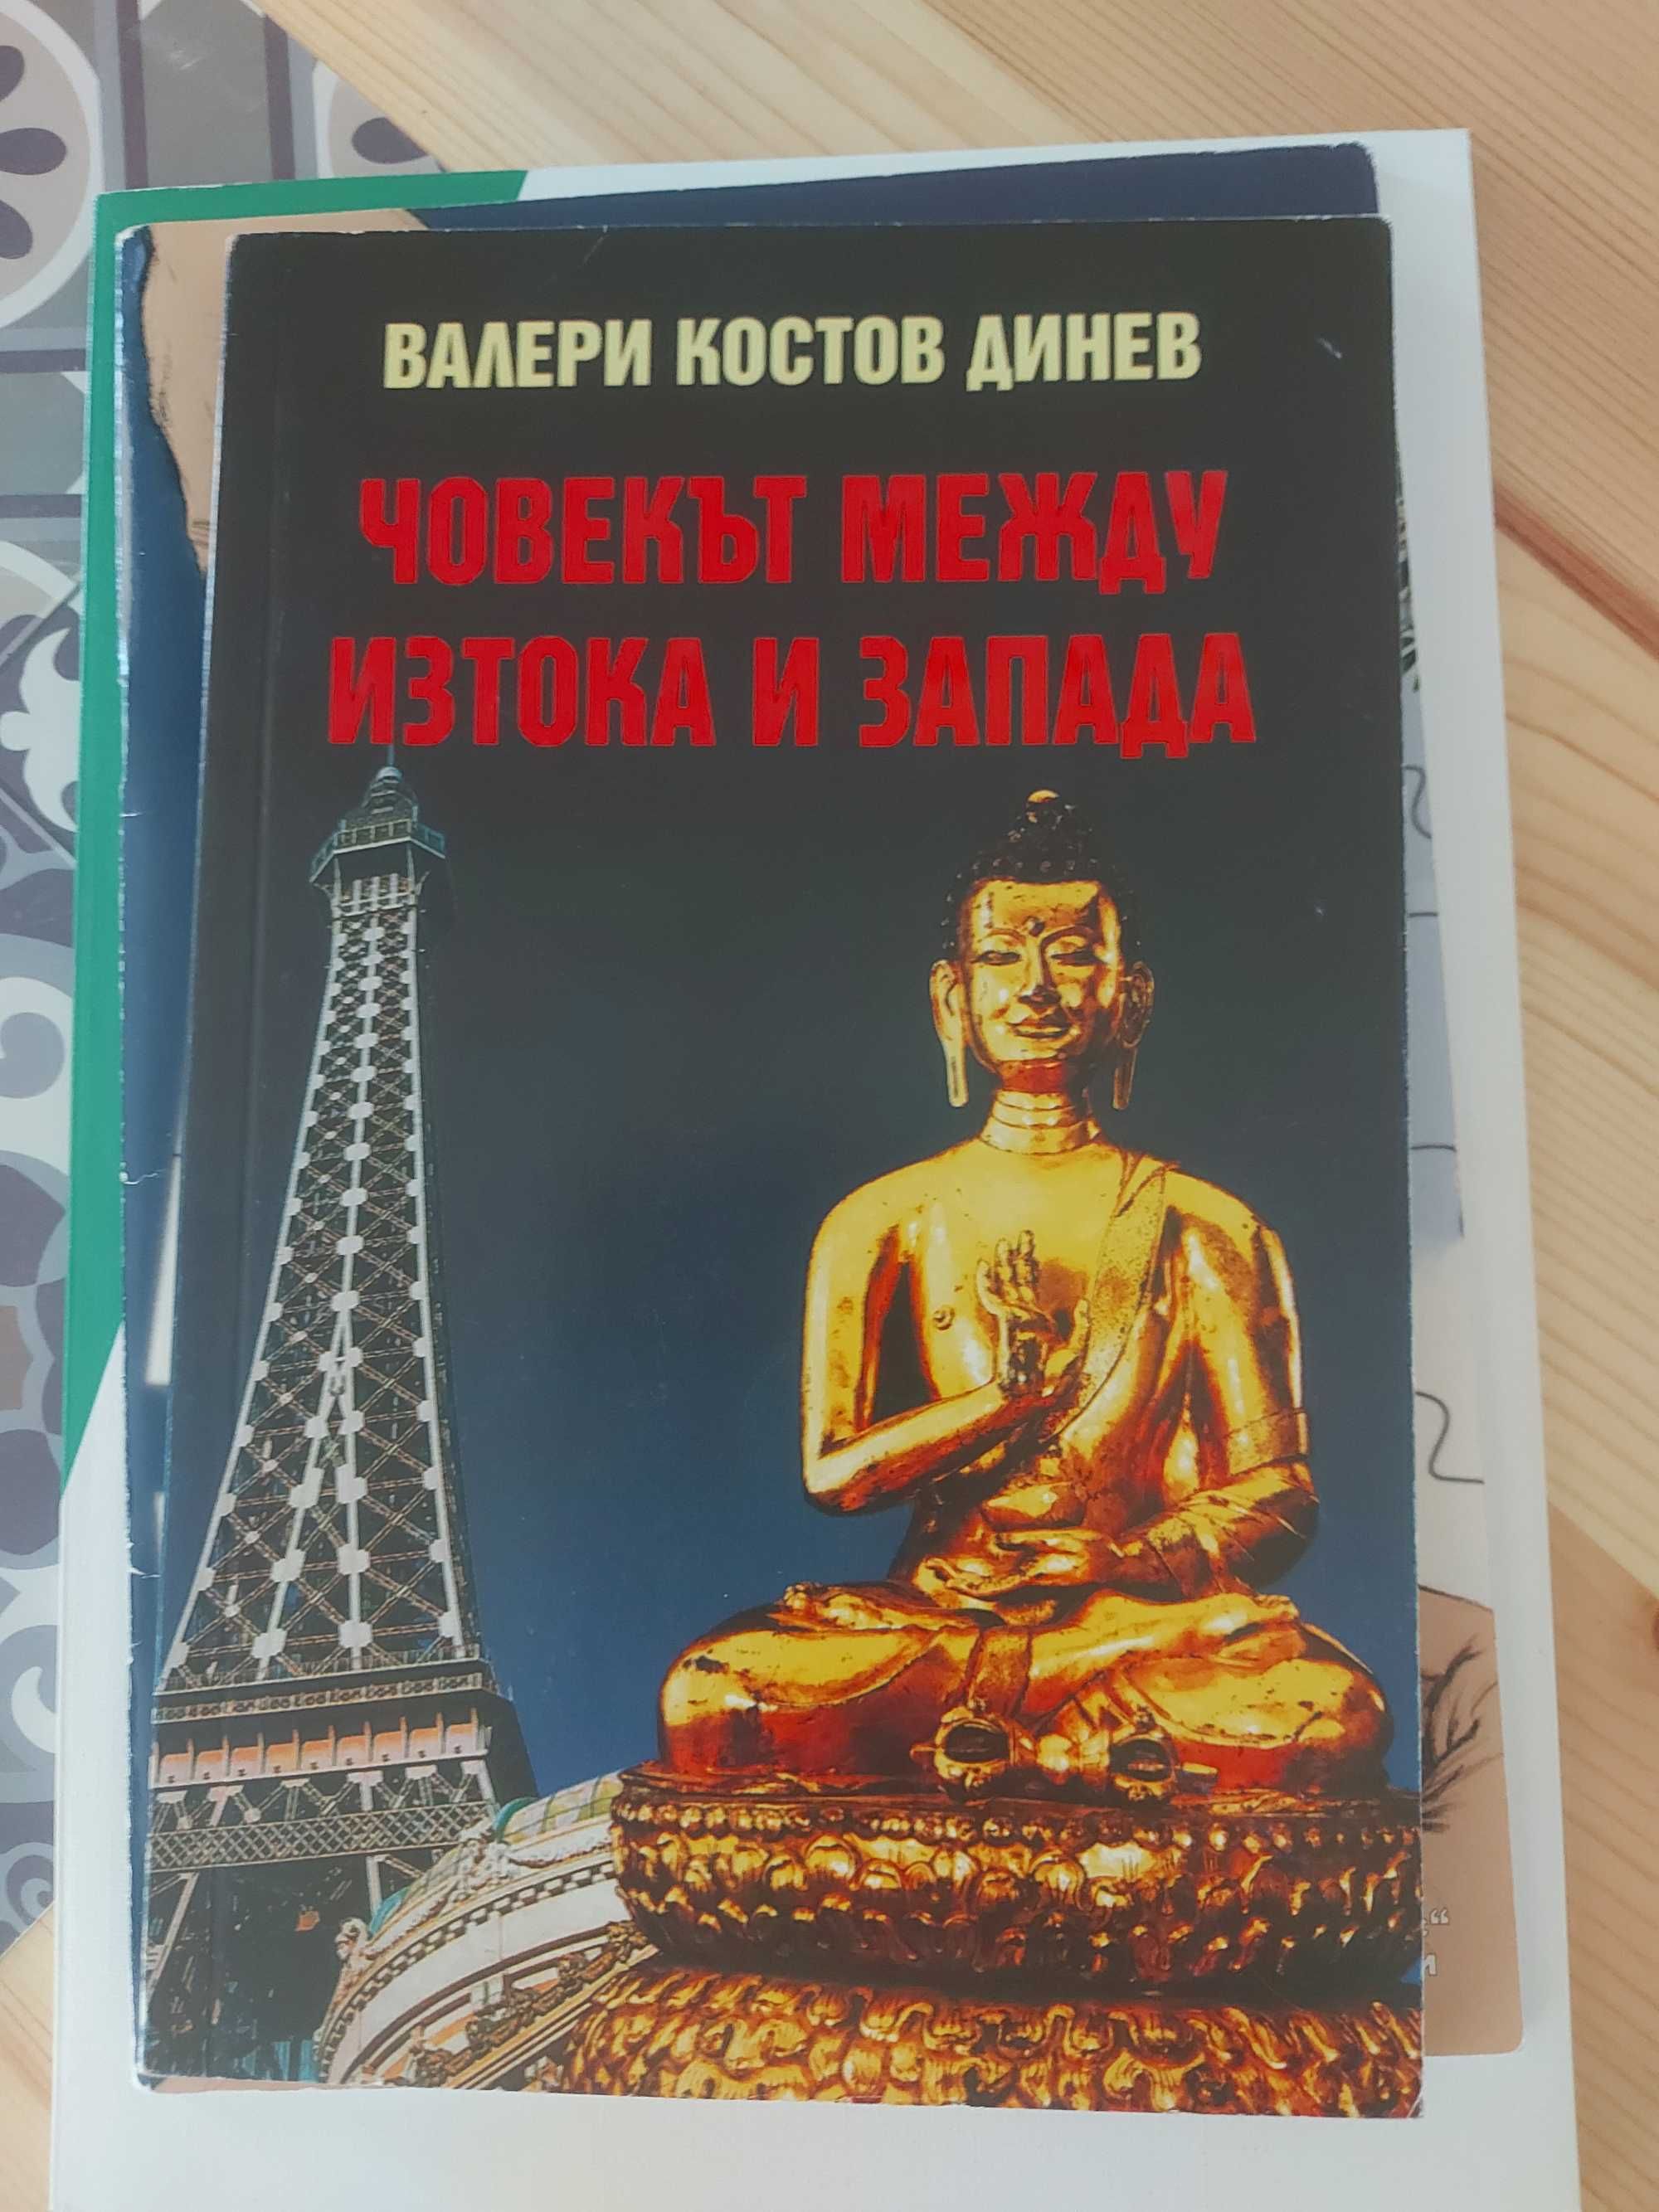 ВАЛЕРИ КОСТОВ ДИНЕВ
ЧОВЕКЪТ МЕЖДУ
ИЗТОКА И ЗАПАДА